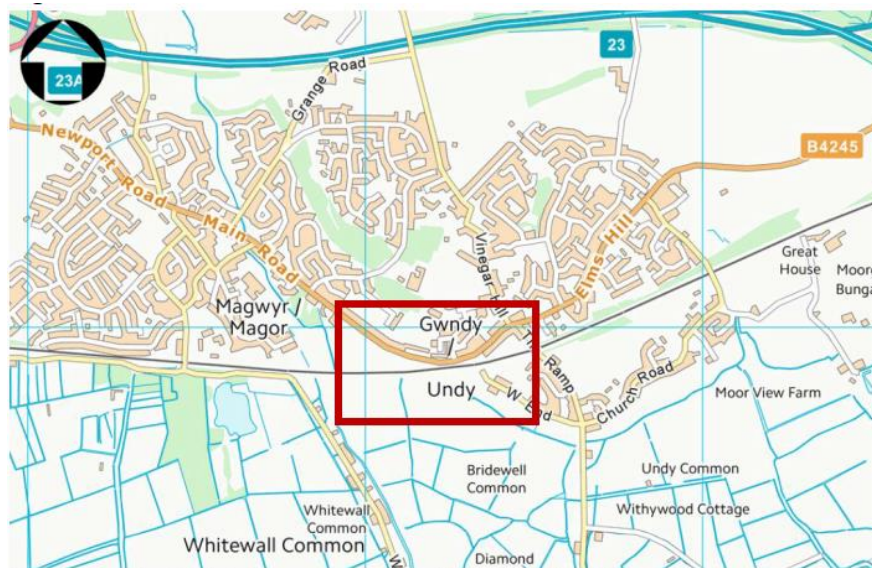 23A
23
Grange Road
Newport Road
Main Road
B4245
Vinegar Hill
Elms Hill
Great
House
Moore
Bunga
Magwyr /
Magor
Gwndy
/
Undy
The Ramp
W End
Church Road
Moor View Farm
Bridewell
Common
Undy Common
Withywood Cottage
Whitewall
Common
Whitewall Common
Diamond
W